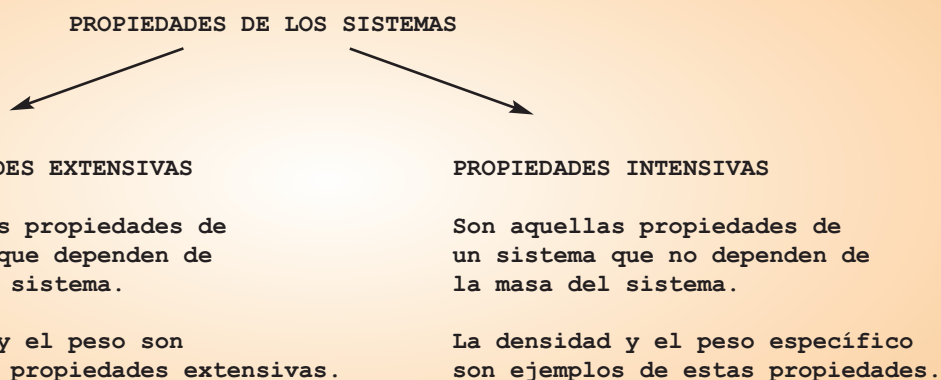 PROPIEDADES DE LOS SISTEMAS
EXTENSIVAS
propiedades de
que dependen de
sistema.
y el peso son
propiedades extensivas.
PROPIEDADES INTENSIVAS
Son aquellas propiedades de
un sistema que no dependen de
la masa del sistema.
La densidad y el peso específico
son ejemplos de estas propiedades.